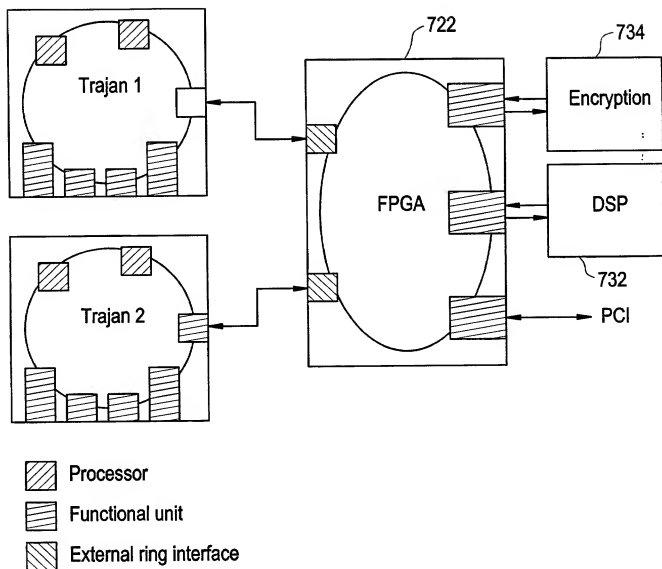 722
734
Trajan 1
Encryption
FPGA
DSP
732
Trajan 2
PCI
Processor
Functional unit
External ring interface